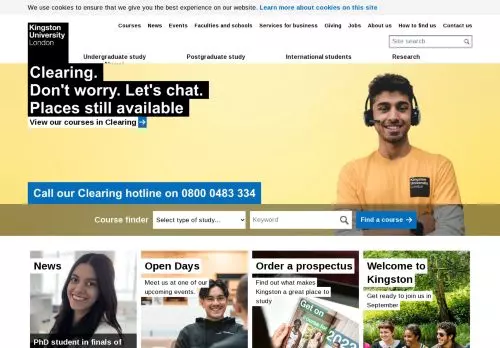 We use cookies to ensure that we give you the best experience on our website. Learn more about cookies on this site
Courses News Events Faculties and schools Services for business Giving Jobs About us How to find us Contact us
Kingston
University
London
Site search
Undergraduate study Postgraduate study International students Research
Clearing.
Don't worry. Let's chat.
Places still available
View our courses in Clearing
Kingston
University
London
Call our Clearing hotline on 0800 0483 334
Course finder Select type of study... Keyword Find a course
News
PhD student in finals of
Open Days
Meet us at one of our
upcoming events.
Order a prospectus
Find out what makes
Kingston a great place to
study
Get on
2023
Welcome to
Kingston
Get ready to join us in
September